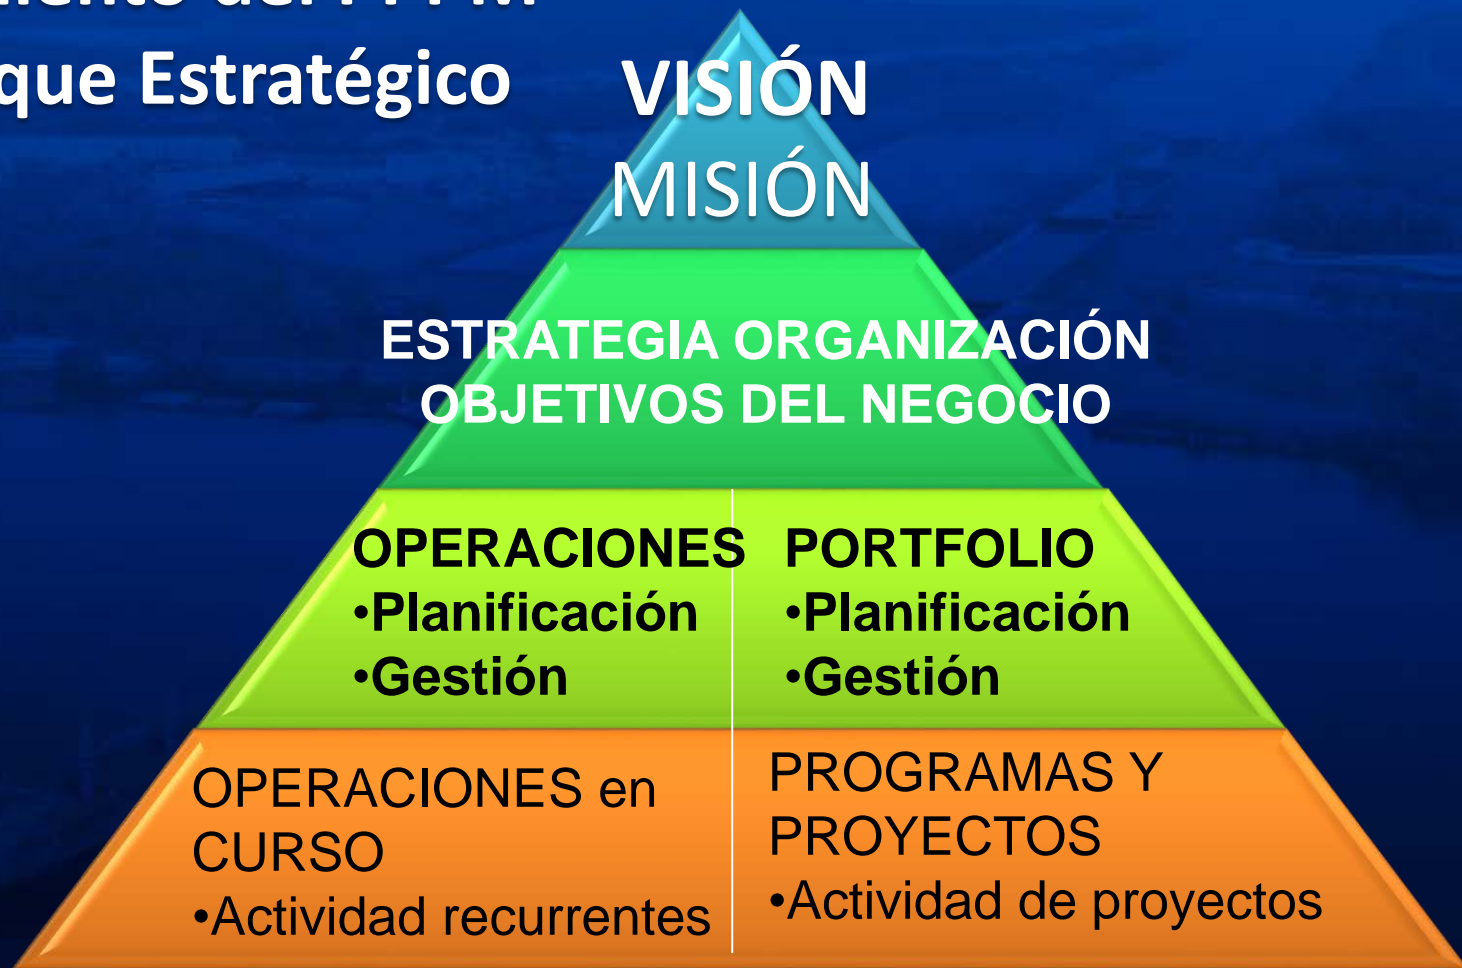 que Estratégico
VISIÓN
MISIÓN
ESTRATEGIA ORGANIZACIÓN
OBJETIVOS DEL NEGOCIO
OPERACIONES
•Planificación
•Gestión
PORTFOLIO
•Planificación
•Gestión
OPERACIONES en
CURSO
•Actividad recurrentes
PROGRAMAS Y
PROYECTOS
•Actividad de proyectos